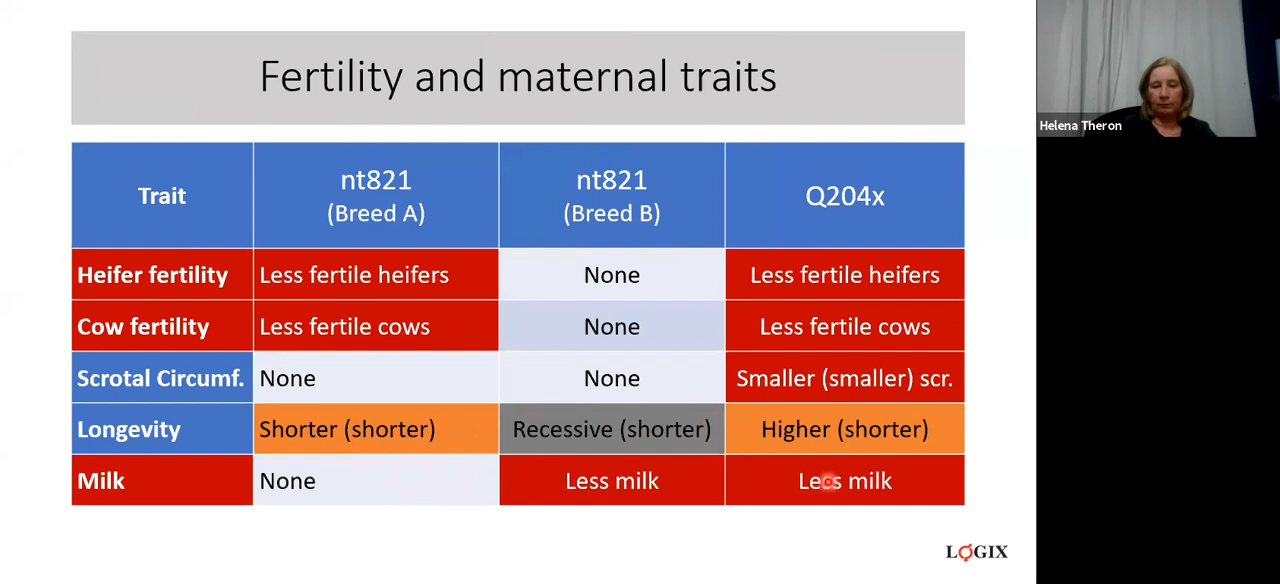 Fertility and maternal traits
Helena Theron
Trait
nt821
(Breed A)
nt821
(Breed B)
Q204x
Heifer fertility
Less fertile heifers
None
Less fertile heifers
Cow fertility
Less fertile cows
None
Less fertile cows
Scrotal Circumf.
None
None
Smaller (smaller) scr.
Longevity
Shorter (shorter)
Recessive (shorter)
Higher (shorter)
Milk
None
Less milk
Less milk
LOGIX